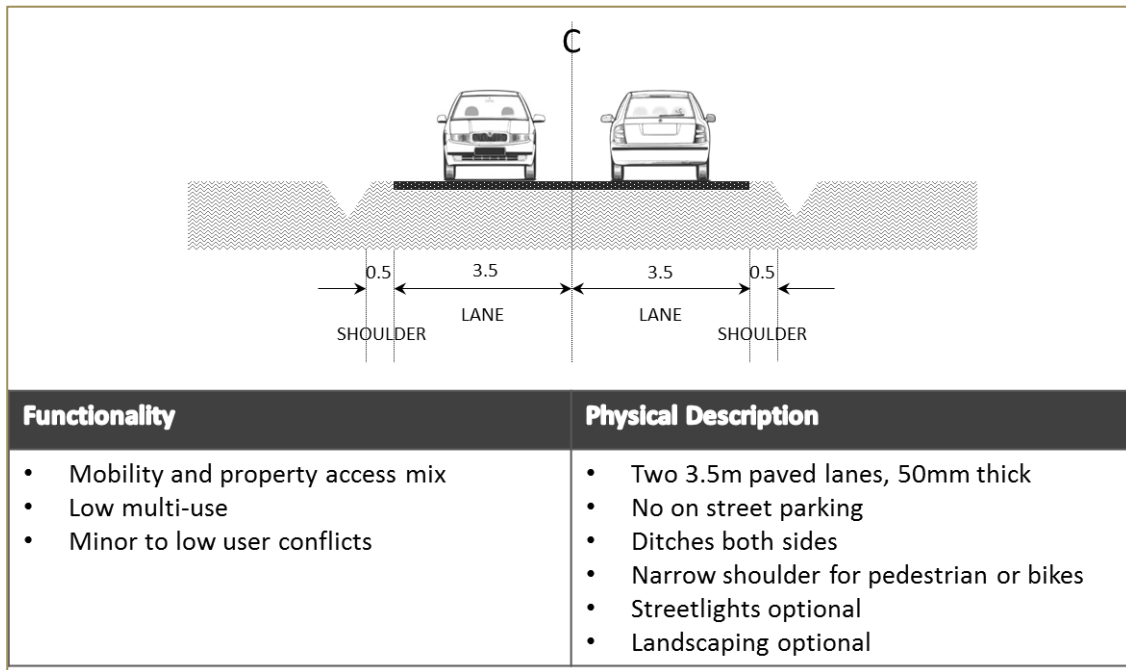 C
0.5 3.5 3.5 0.5
LANE LANE
SHOULDER SHOULDER
Functionality
• Mobility and property access mix
• Low multi-use
• Minor to low user conflicts
Physical Description
• Two 3.5m paved lanes, 50mm thick
• No on street parking
• Ditches both sides
• Narrow shoulder for pedestrian or bikes
• Streetlights optional
• Landscaping optional